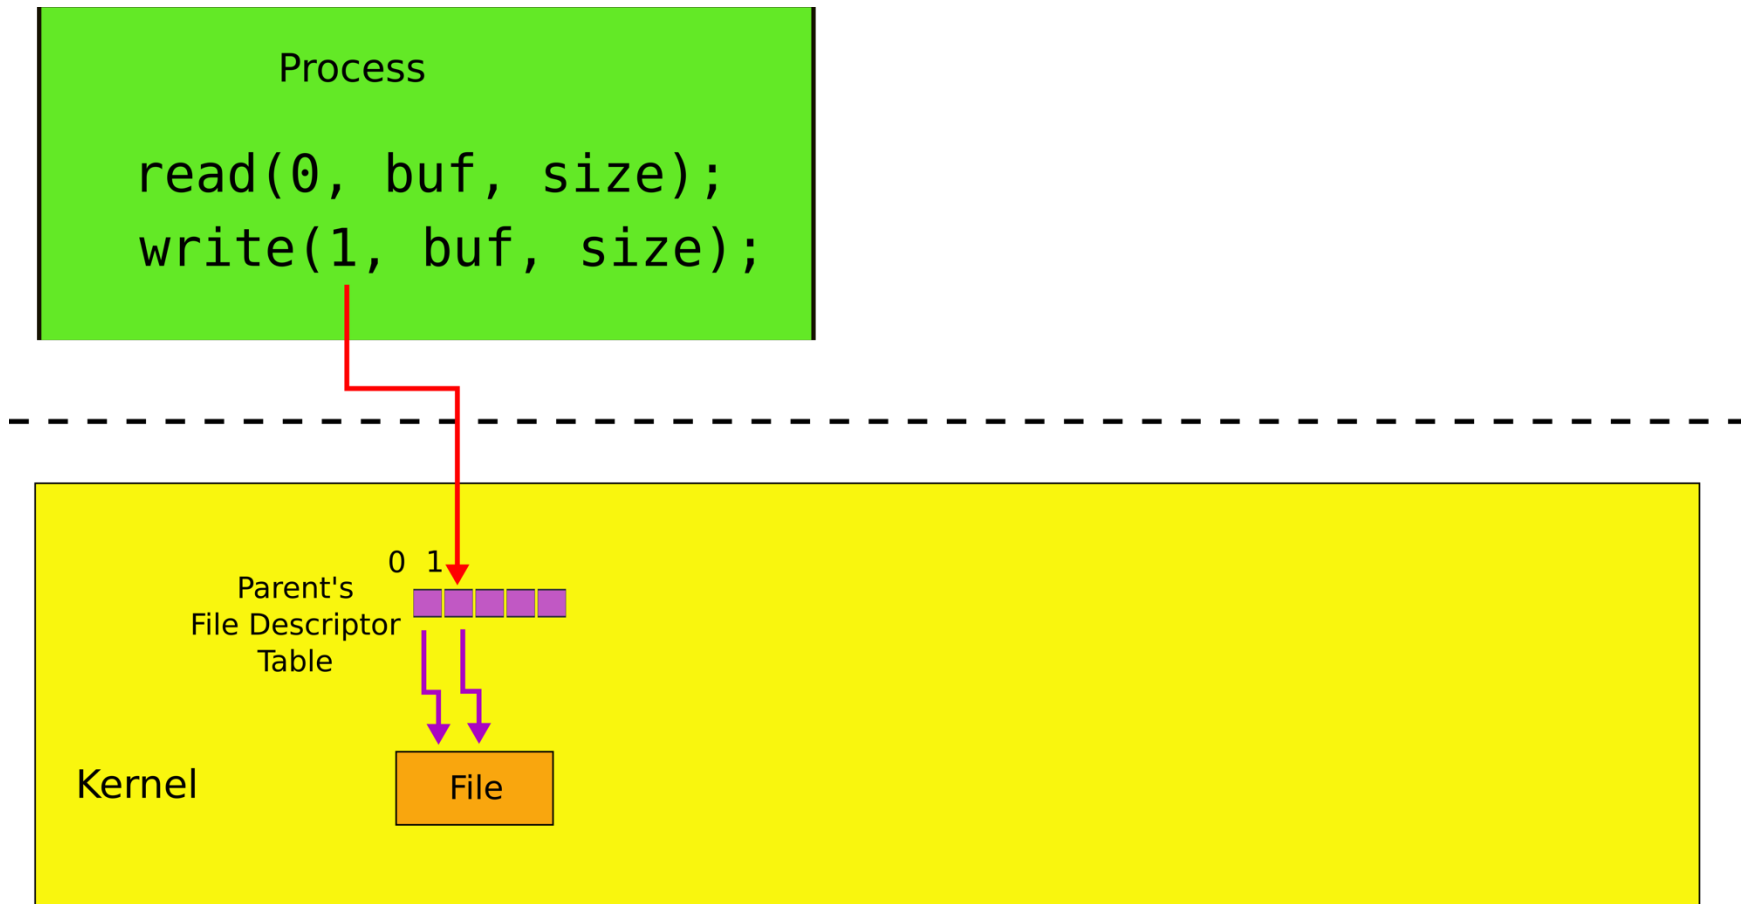 Process
read(0, buf, size);
write(1, buf, size);
0 1
Parent's
File Descriptor
Table
Kernel
File